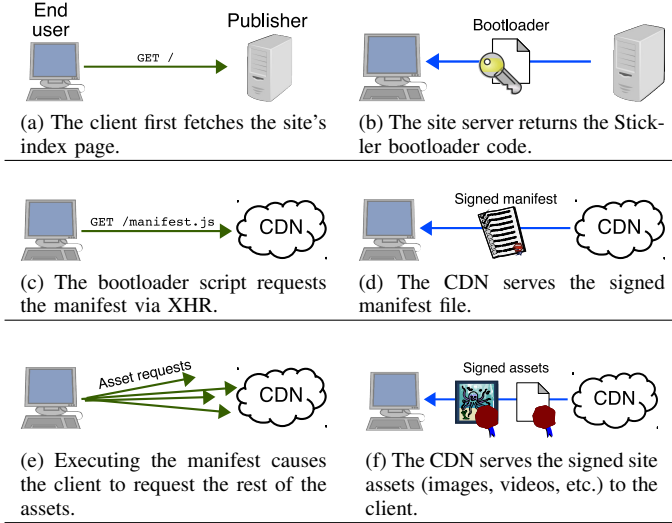 End
user
Publisher
GET /
(a) The client first fetches the site's
index page.
Bootloader
(b) The site server returns the Stick-
ler bootloader code.
GET /manifest.js
CDN
(c) The bootloader script requests
the manifest via XHR.
Signed manifest
CDN
(d) The CDN serves the signed
manifest file.
Asset requests
CDN
(e) Executing the manifest causes
the client to request the rest of the
assets.
Signed assets
CDN
(f) The CDN serves the signed site
assets (images, videos, etc.) to the
client.